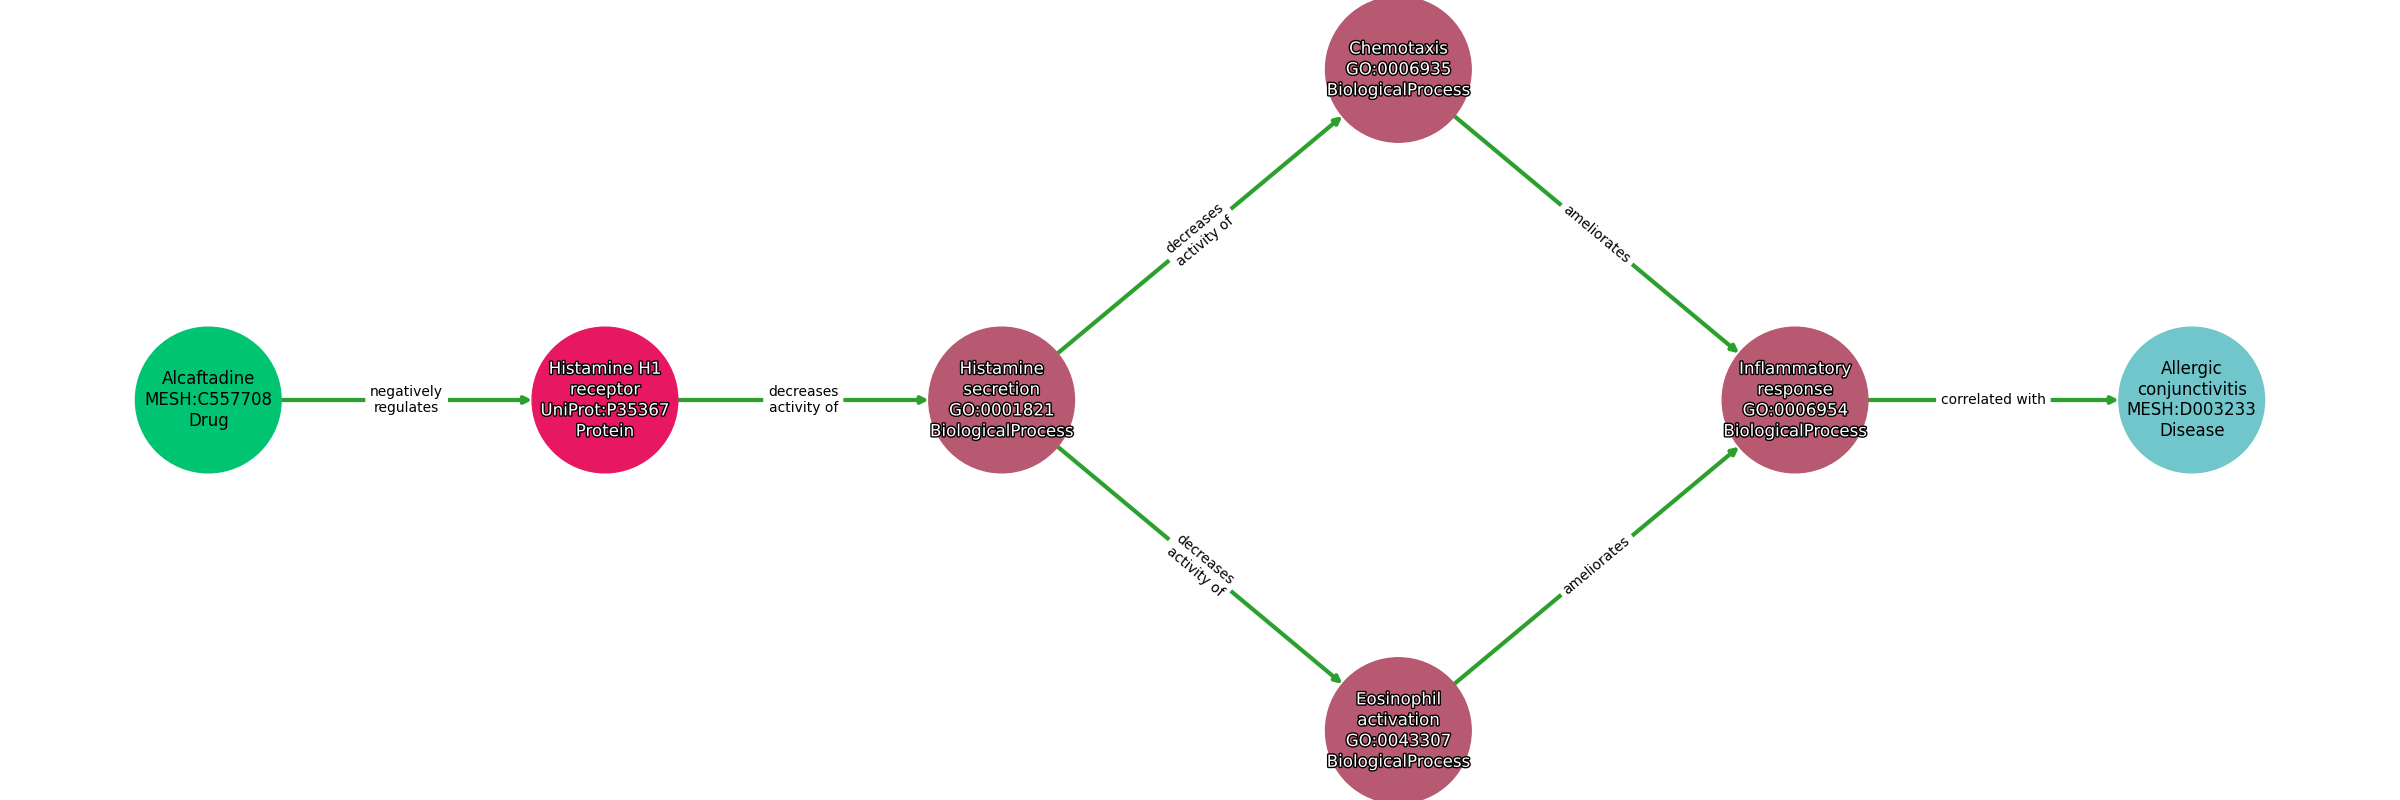 Alcaftadine
MESH:C557708
Drug
negatively
regulates
Histamine H1
receptor
UniProt:P35367
Protein
decreases
activity of
Histamine
secretion
GO:0001821
BiologicalProcess
decreases
activity of
Chemotaxis
GO:0006935
BiologicalProcess
ameliorates
decreases
activity of
Eosinophil
activation
GO:0043307
BiologicalProcess
ameliorates
Inflammatory
response
GO:0006954
BiologicalProcess
correlated with
Allergic
conjunctivitis
MESH:D003233
Disease